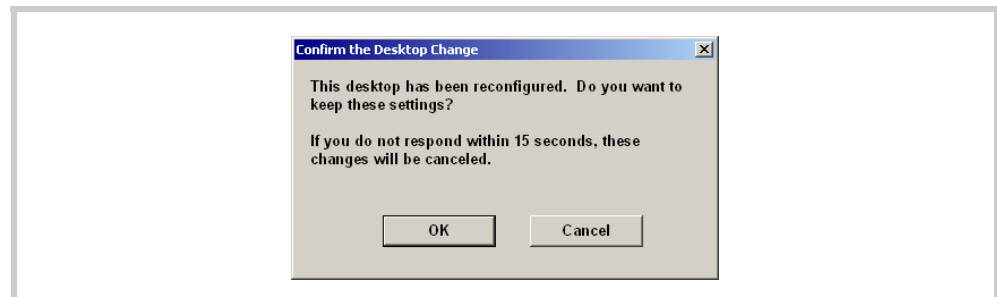 Confirm the Desktop Change
This desktop has been reconfigured. Do you want to
keep these settings?
If you do not respond within 15 seconds, these
changes will be canceled.
OK
Cancel